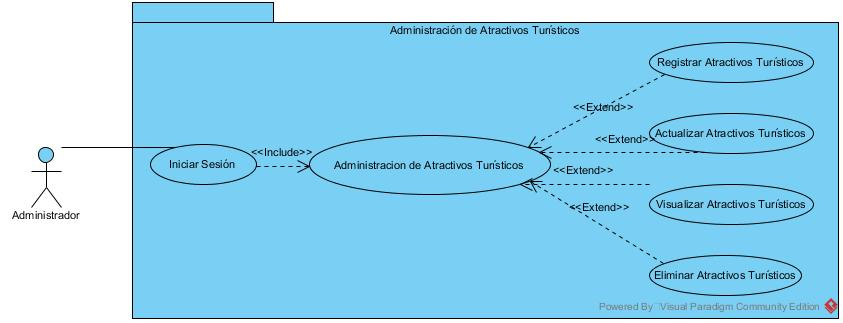 Administración de Atractivos Turísticos
Registrar Atractivos Turísticos
<<Extend>>
Actualizar Atractivos Turísticos
<<Extend>>
<<Include>>
Iniciar Sesión
Administracion de Atractivos Turísticos
<<Extend>>
Visualizar Atractivos Turísticos
<<Extend>>
Administrador
Eliminar Atractivos Turísticos
Powered By Visual Paradigm Community Edition